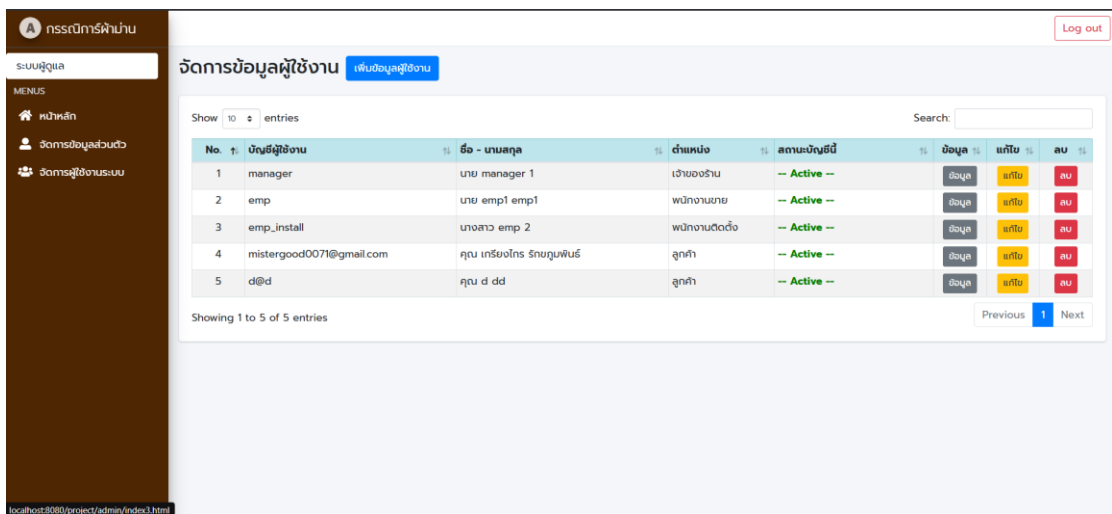 A กรรณิการ์ผ้าม่าน
Log out
ระบบผู้ดูแล
MENUS
หน้าหลัก
จัดการข้อมูลส่วนตัว
จัดการผู้ใช้งานระบบ
จัดการข้อมูลผู้ใช้งาน เพิ่มข้อมูลผู้ใช้งาน
Show 10 entries Search:
No. บัญชีผู้ใช้งาน ชื่อ - นามสกุล ตำแหน่ง สถานะบัญชีนี้ ข้อมูล แก้ไข ลบ
1 manager นาย manager 1 เจ้าของร้าน -- Active -- ข้อมูล แก้ไข ลบ
2 emp นาย emp1 emp1 พนักงานขาย -- Active -- ข้อมูล แก้ไข ลบ
3 emp_install นางสาว emp 2 พนักงานติดตั้ง -- Active -- ข้อมูล แก้ไข ลบ
4 mistergood0071@gmail.com คุณ เกรียงไกร รักษภูมพันธ์ ลูกค้า -- Active -- ข้อมูล แก้ไข ลบ
5 d@d คุณ d dd ลูกค้า -- Active -- ข้อมูล แก้ไข ลบ
Showing 1 to 5 of 5 entries Previous 1 Next
localhost:8080/project/admin/index3.html